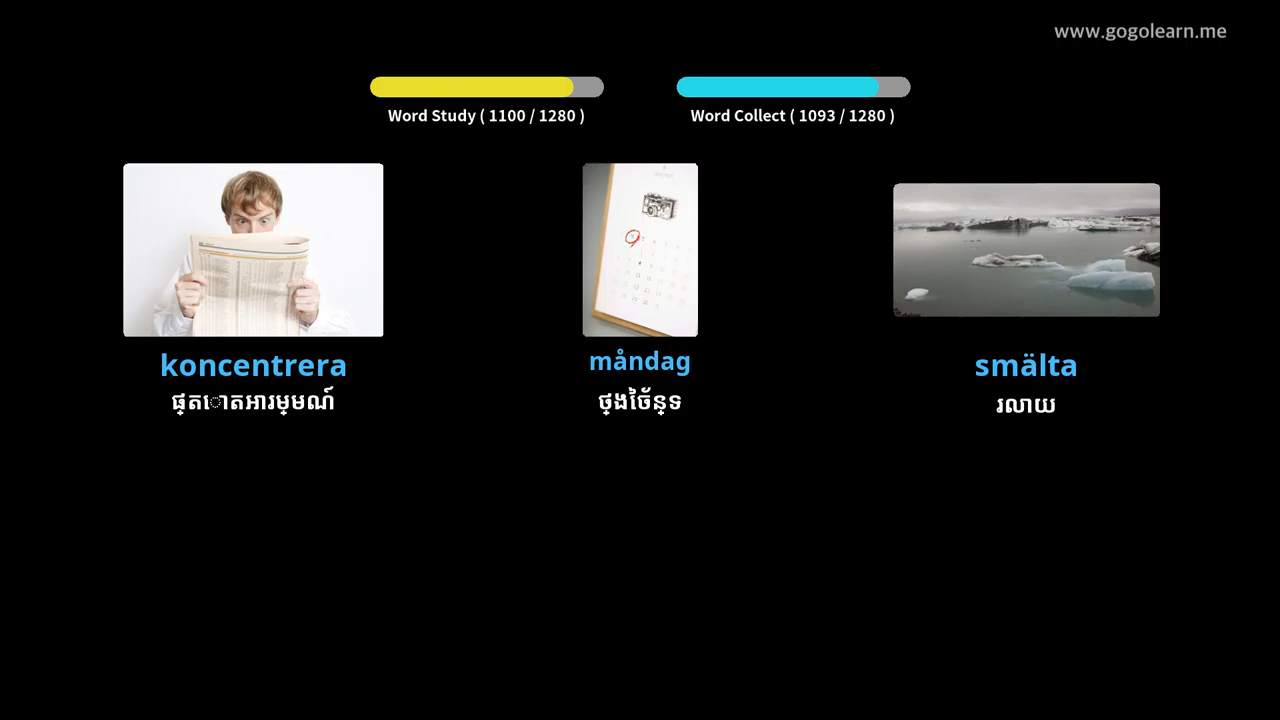 www.gogolearn.me
Word Study ( 1100 / 1280 )
Word Collect ( 1093 / 1280 )
koncentrera
ផ្តោតអារម្មណ៍
måndag
ថ្ងៃច័ន្ទ
smälta
រលាយ